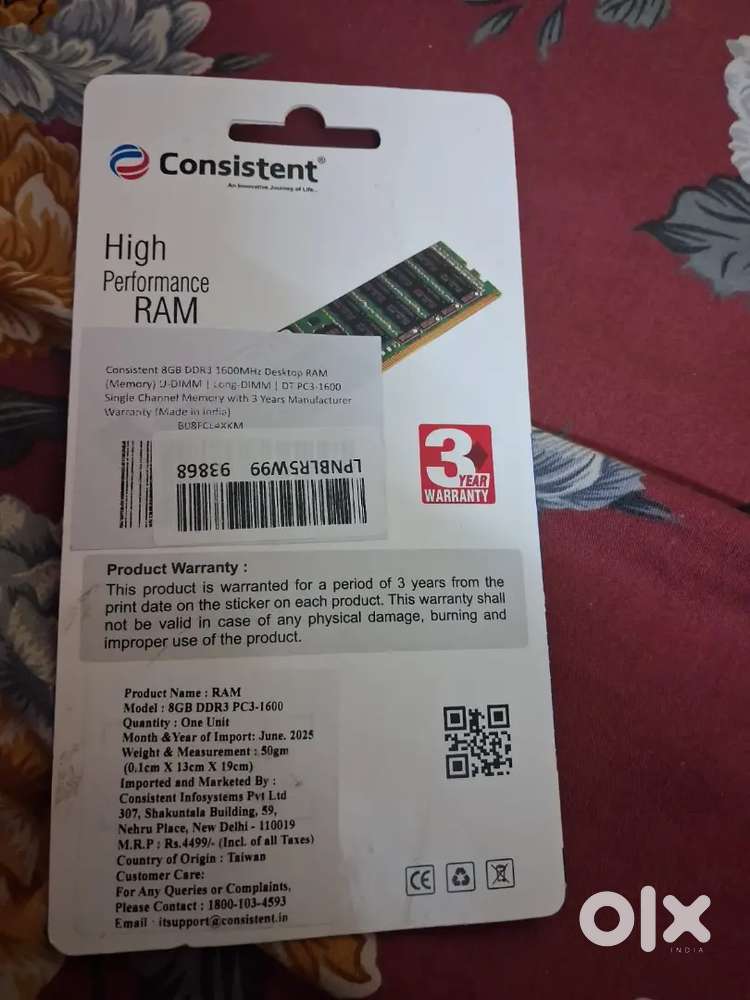 Consistent®
An Innovative Journey of Life...
High
Performance
RAM
Consistent 8GB DDR3 1600MHz Desktop RAM
(Memory) U-DIMM | Long-DIMM | DT PC3-1600
Single Channel Memory with 3 Years Manufacturer
Warranty (Made in India)
LPNBLR5W99 93868
3
YEAR
WARRANTY
Product Warranty :
This product is warranted for a period of 3 years from the
print date on the sticker on each product. This warranty shall
not be valid in case of any physical damage, burning and
improper use of the product.
Product Name : RAM
Model : 8GB DDR3 PC3-1600
Quantity : One Unit
Month &Year of Import: June. 2025
Weight & Measurement : 50gm
(0.1cm X 13cm X 19cm)
Imported and Marketed By :
Consistent Infosystems Pvt Ltd
307, Shakuntala Building, 59,
Nehru Place, New Delhi - 110019
M.R.P : Rs.4499/- (Incl. of all Taxes)
Country of Origin : Taiwan
Customer Care:
For Any Queries or Complaints,
Please Contact : 1800-103-4593
Email : itsupport@consistent.in
CE
olx
INDIA